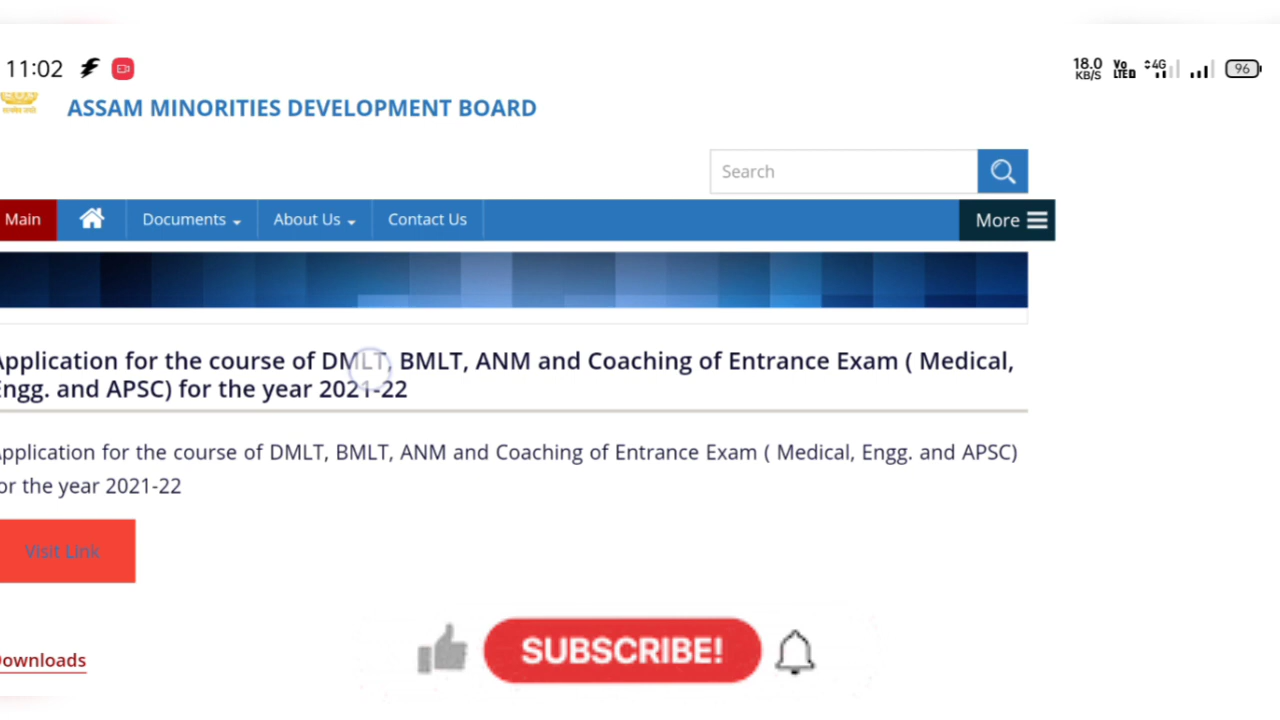 11:02
18.0
KB/S
Vo
LTE
4G
96
ASSAM MINORITIES DEVELOPMENT BOARD
Search
Main
Documents
About Us
Contact Us
More
Application for the course of DMLT, BMLT, ANM and Coaching of Entrance Exam ( Medical,
Engg. and APSC) for the year 2021-22
Application for the course of DMLT, BMLT, ANM and Coaching of Entrance Exam ( Medical, Engg. and APSC)
for the year 2021-22
Visit Link
SUBSCRIBE!
Downloads